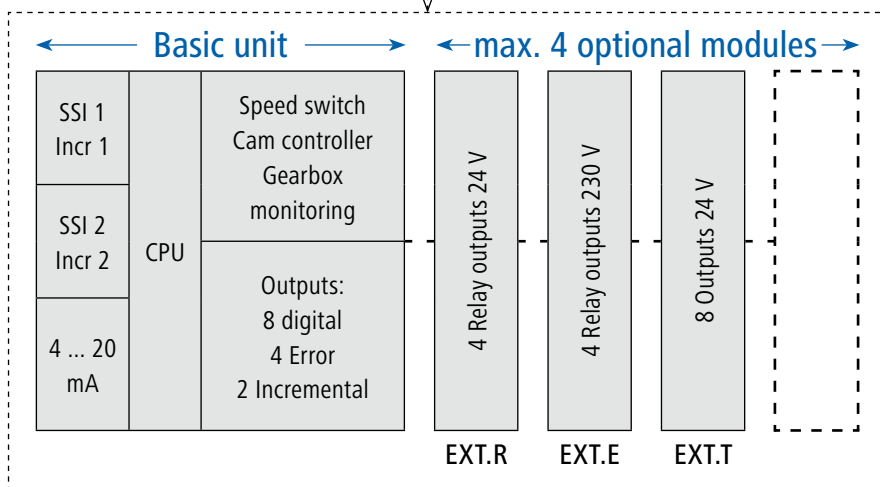 Basic unit
max. 4 optional modules
SSI 1
Incr 1
SSI 2
Incr 2
4 ... 20
mA
CPU
Speed switch
Cam controller
Gearbox
monitoring
Outputs:
8 digital
4 Error
2 Incremental
4 Relay outputs 24 V
4 Relay outputs 230 V
8 Outputs 24 V
EXT.R
EXT.E
EXT.T